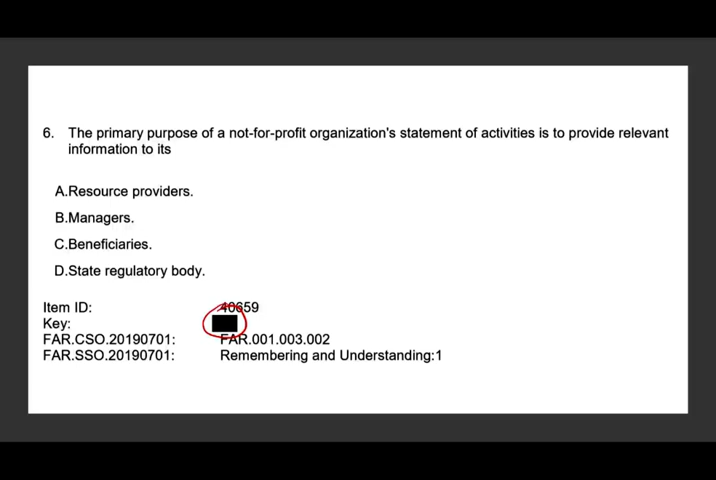 6. The primary purpose of a not-for-profit organization's statement of activities is to provide relevant
information to its
A.Resource providers.
B.Managers.
C.Beneficiaries.
D.State regulatory body.
Item ID: 40659
Key:
FAR.CSO.20190701: FAR.001.003.002
FAR.SSO.20190701: Remembering and Understanding:1